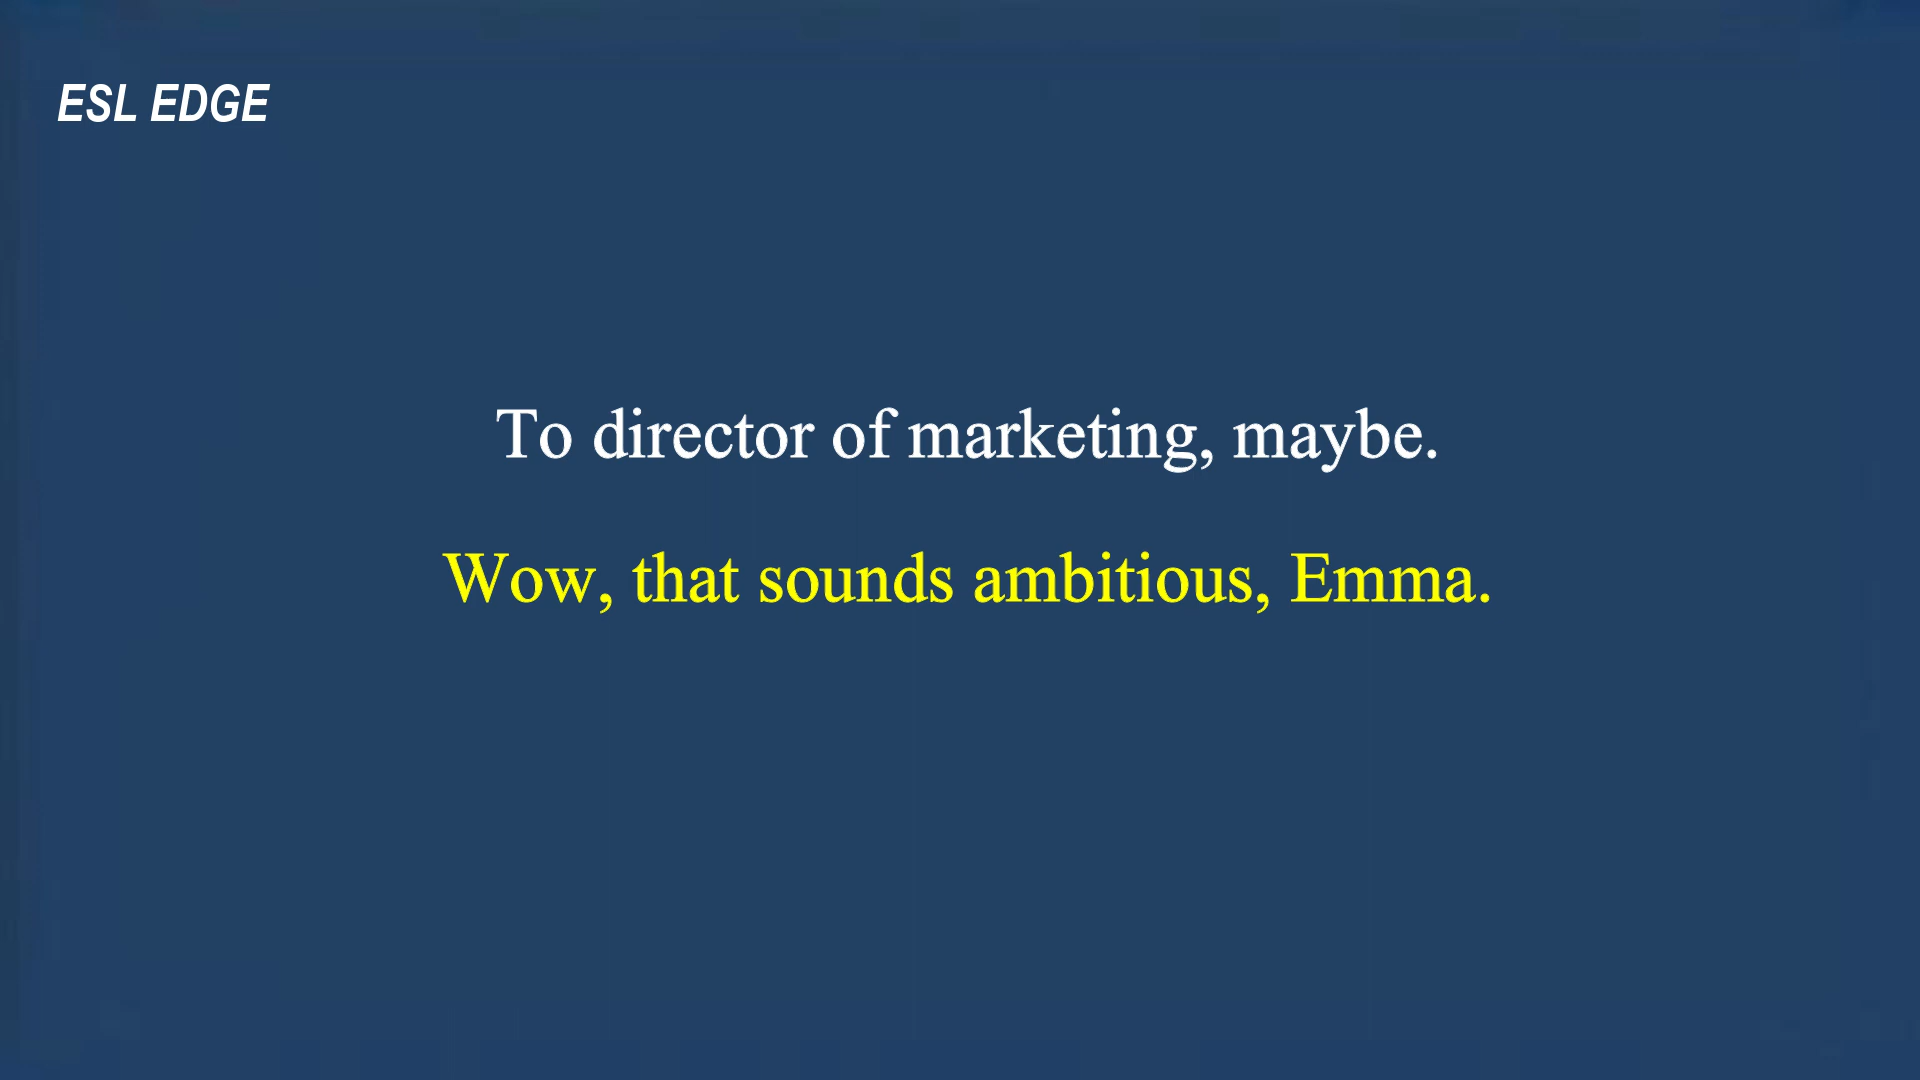 ESL EDGE
To director of marketing, maybe.
Wow, that sounds ambitious, Emma.